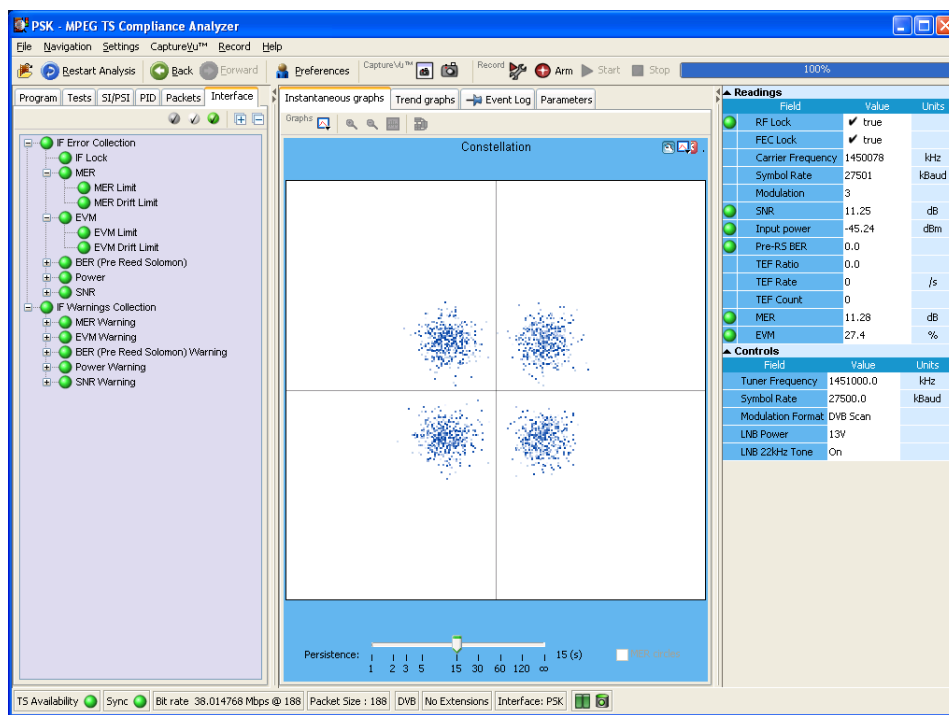 PSK - MPEG TS Compliance Analyzer
File Navigation Settings CaptureVu™ Record Help
Restart Analysis Back Forward Preferences CaptureVu™ Record Arm Start Stop 100%
Program Tests SI/PSI PID Packets Interface
IF Error Collection
IF Lock
MER
MER Limit
MER Drift Limit
EVM
EVM Limit
EVM Drift Limit
BER (Pre Reed Solomon)
Power
SNR
IF Warnings Collection
MER Warning
EVM Warning
BER (Pre Reed Solomon) Warning
Power Warning
SNR Warning
Instantaneous graphs Trend graphs Event Log Parameters
Graphs
Constellation
Persistence: 15 (s)
1 2 3 5 15 30 60 120 ∞
Readings
Field Value Units
RF Lock true
FEC Lock true
Carrier Frequency 1450078 kHz
Symbol Rate 27501 kBaud
Modulation 3
SNR 11.25 dB
Input power -45.24 dBm
Pre-RS BER 0.0
TEF Ratio 0.0
TEF Rate 0 /s
TEF Count 0
MER 11.28 dB
EVM 27.4 %
Controls
Field Value Units
Tuner Frequency 1451000.0 kHz
Symbol Rate 27500.0 kBaud
Modulation Format DVB Scan
LNB Power 13V
LNB 22kHz Tone On
TS Availability Sync Bit rate 38.014768 Mbps @ 188 Packet Size : 188 DVB No Extensions Interface: PSK